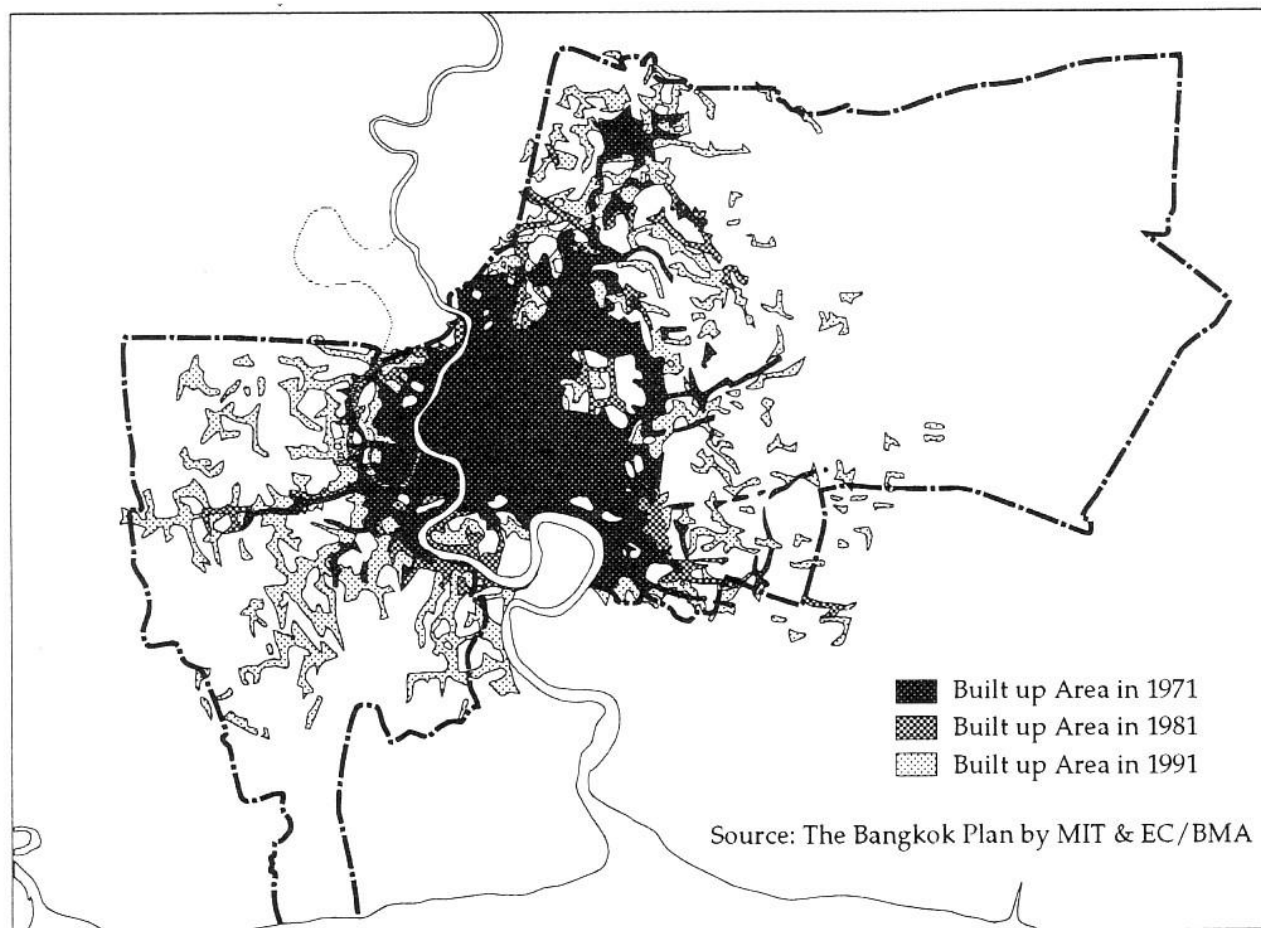 Built up Area in 1971
Built up Area in 1981
Built up Area in 1991
Source: The Bangkok Plan by MIT & EC/BMA